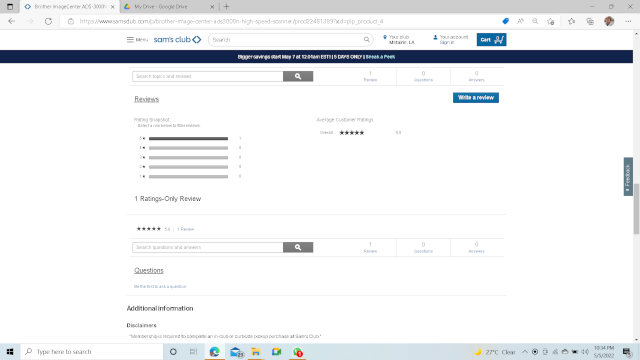 Brother ImageCenter ADS-3000N
My Drive - Google Drive
https://www.samsclub.com/p/brother-image-center-ads3000n-high-speed-scanner/prod22461389?xid=plp_product_4
Menu
sam's club
Search
Your club
Metairie, LA
Your account
Sign in
Cart
Bigger savings start May 7 at 12:01am EST! | 5 DAYS ONLY | Sneak a Peek
Search topics and reviews
1
Review
0
Questions
0
Answers
Reviews
Write a review
Rating Snapshot
Select a row below to filter reviews.
Average Customer Ratings
5★ 1
4★ 0
3★ 0
2★ 0
1★ 0
Overall ★★★★★ 5.0
Feedback
1 Ratings-Only Review
★★★★★ 5.0 | 1 Review
Search questions and answers
1
Review
0
Questions
0
Answers
Questions
Be the first to ask a question
Additional information
Disclaimers
"Membership is required to complete an in-club or curbside pickup purchase at Sam's Club."
Type here to search
27°C Clear
10:34 PM
5/5/2022